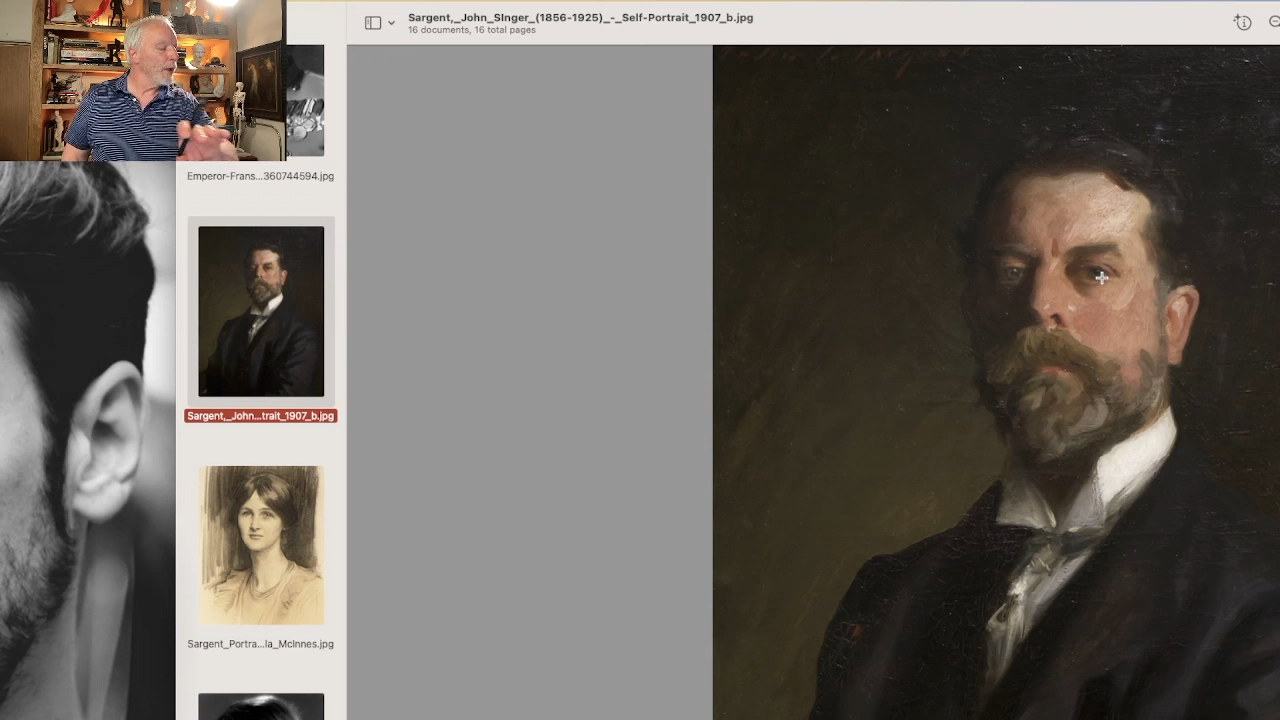 Sargent,_John_SInger_(1856-1925)_-_Self-Portrait_1907_b.jpg
16 documents, 16 total pages
Emperor-Frans...360744594.jpg
Sargent,_John...trait_1907_b.jpg
Sargent_Portra...la_McInnes.jpg